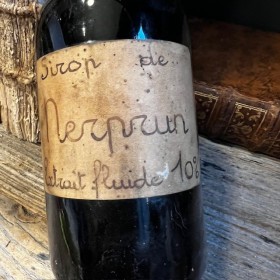 Sirop de
Nerprun
Extrait fluide 10%